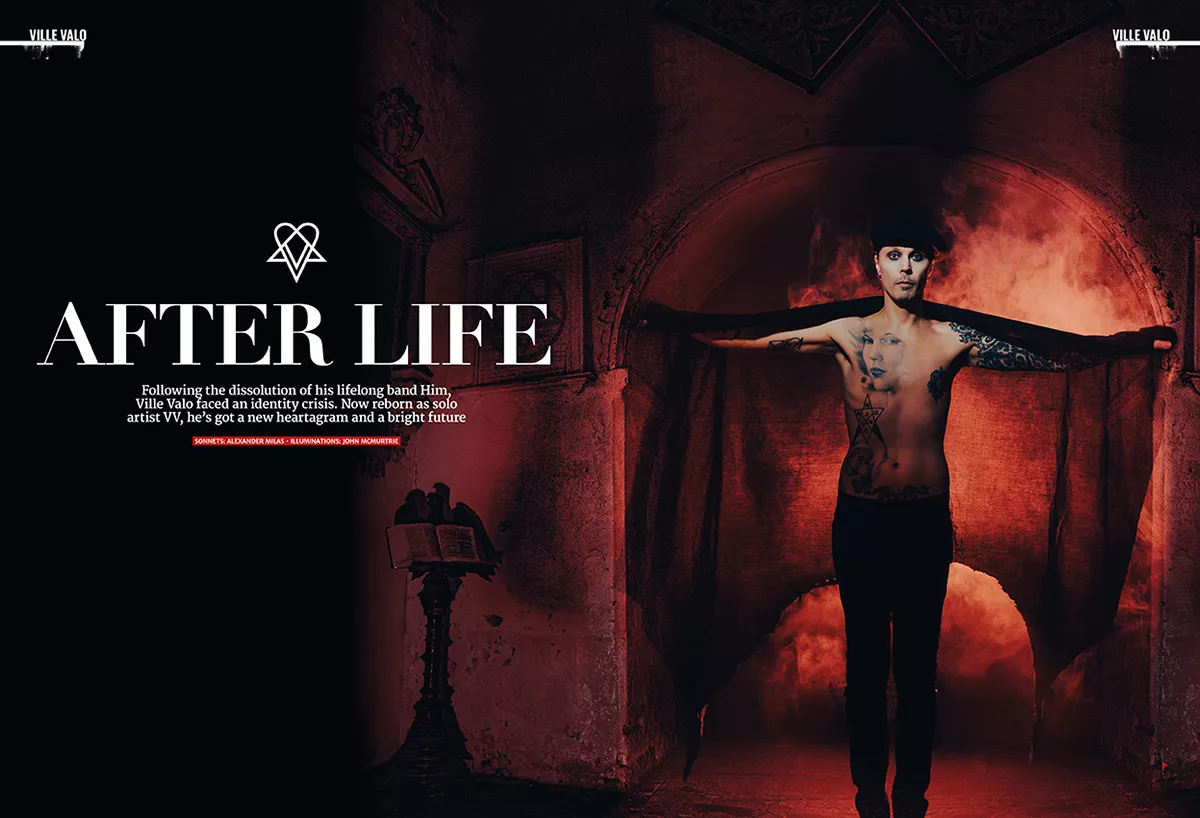 VILLE VALO
VILLE VALO
AFTER LIFE
Following the dissolution of his lifelong band Him,
Ville Valo faced an identity crisis. Now reborn as solo
artist VV, he's got a new heartagram and a bright future
SONNETS: ALEXANDER MILAS • ILLUMINATIONS: JOHN MCMURTRIE